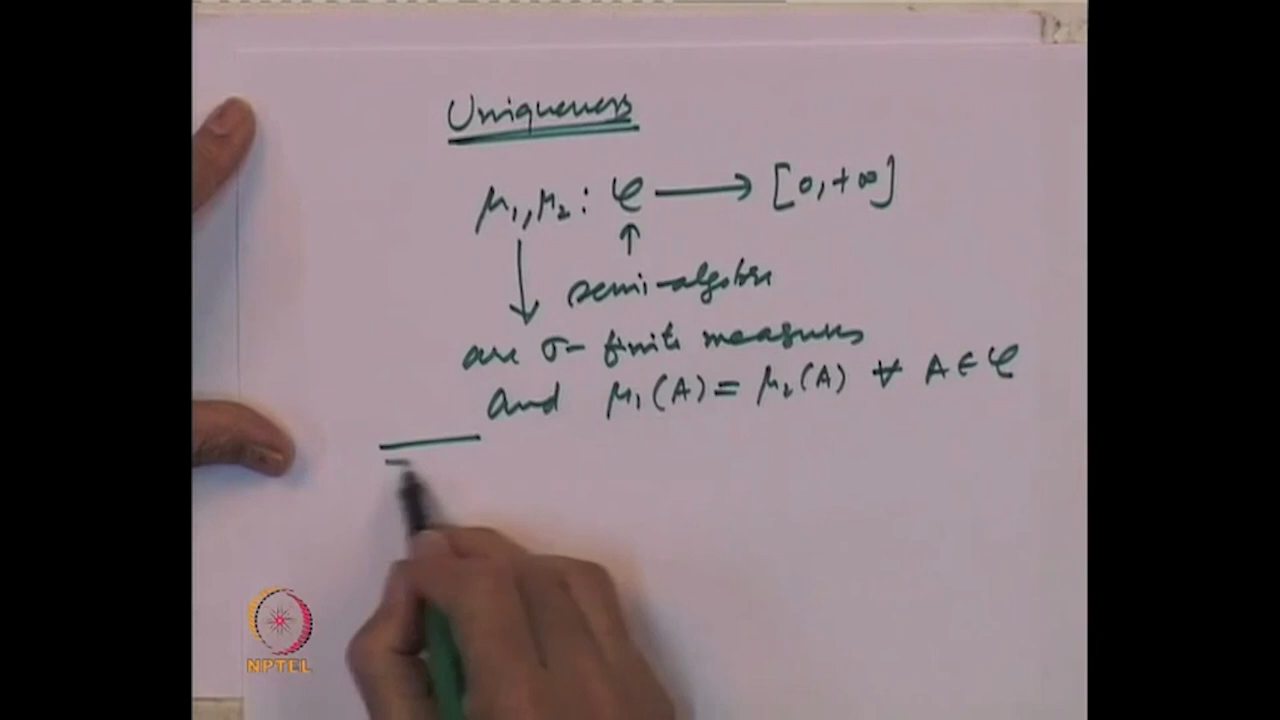 Uniqueness
μ₁, μ₂ : 𝒞 ⟶ [0, +∞]
↑
semi-algebra
are σ- finite measures
and μ₁(A) = μ₂(A) ∀ A ∈ 𝒞
NPTEL